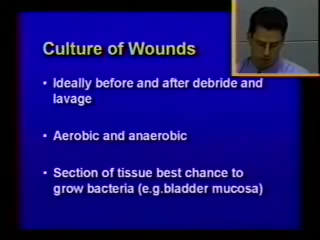 Culture of Wounds
• Ideally before and after debride and
lavage
• Aerobic and anaerobic
• Section of tissue best chance to
grow bacteria (e.g.bladder mucosa)